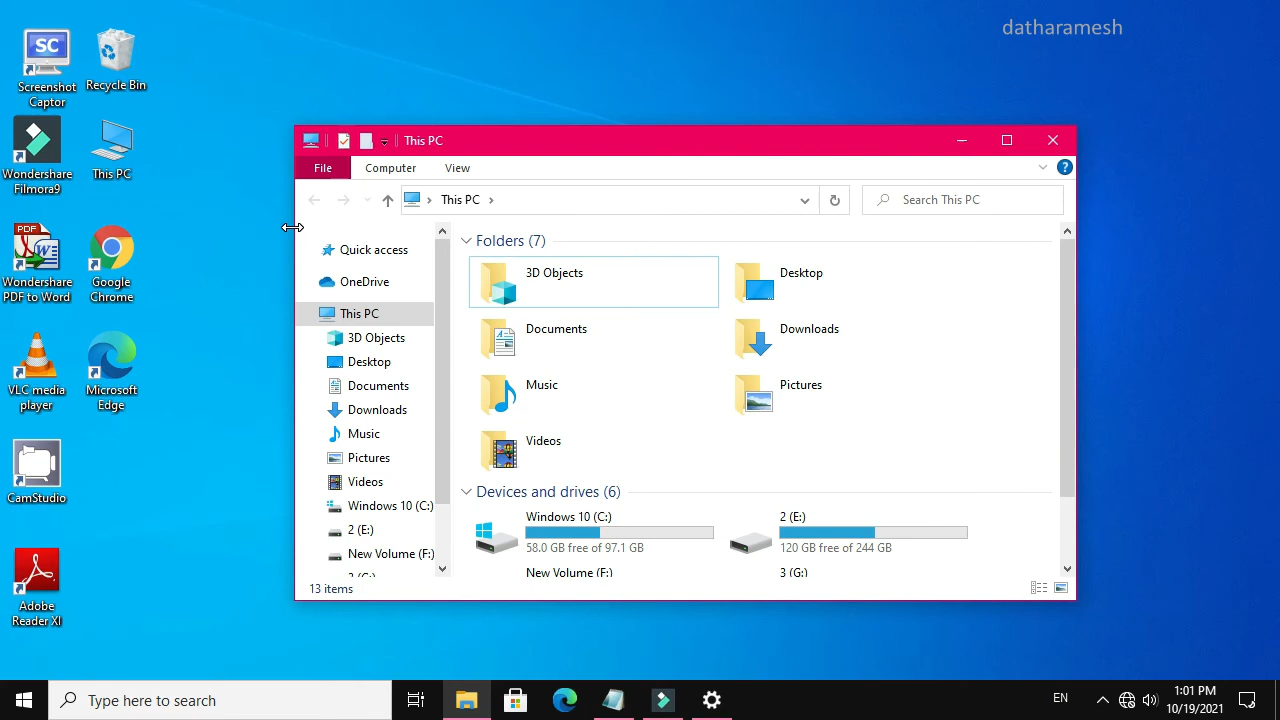 datharamesh
SC
Screenshot
Captor
Recycle Bin
Wondershare
Filmora9
This PC
PDF
W
Wondershare
PDF to Word
Google
Chrome
VLC media
player
Microsoft
Edge
CamStudio
Adobe
Reader XI
This PC
File
Computer
View
?
This PC
Search This PC
Quick access
OneDrive
This PC
3D Objects
Desktop
Documents
Downloads
Music
Pictures
Videos
Windows 10 (C:)
2 (E:)
New Volume (F:)
Folders (7)
3D Objects
Desktop
Documents
Downloads
Music
Pictures
Videos
Devices and drives (6)
Windows 10 (C:)
58.0 GB free of 97.1 GB
2 (E:)
120 GB free of 244 GB
New Volume (F:)
3 (G:)
13 items
Type here to search
EN
1:01 PM
10/19/2021